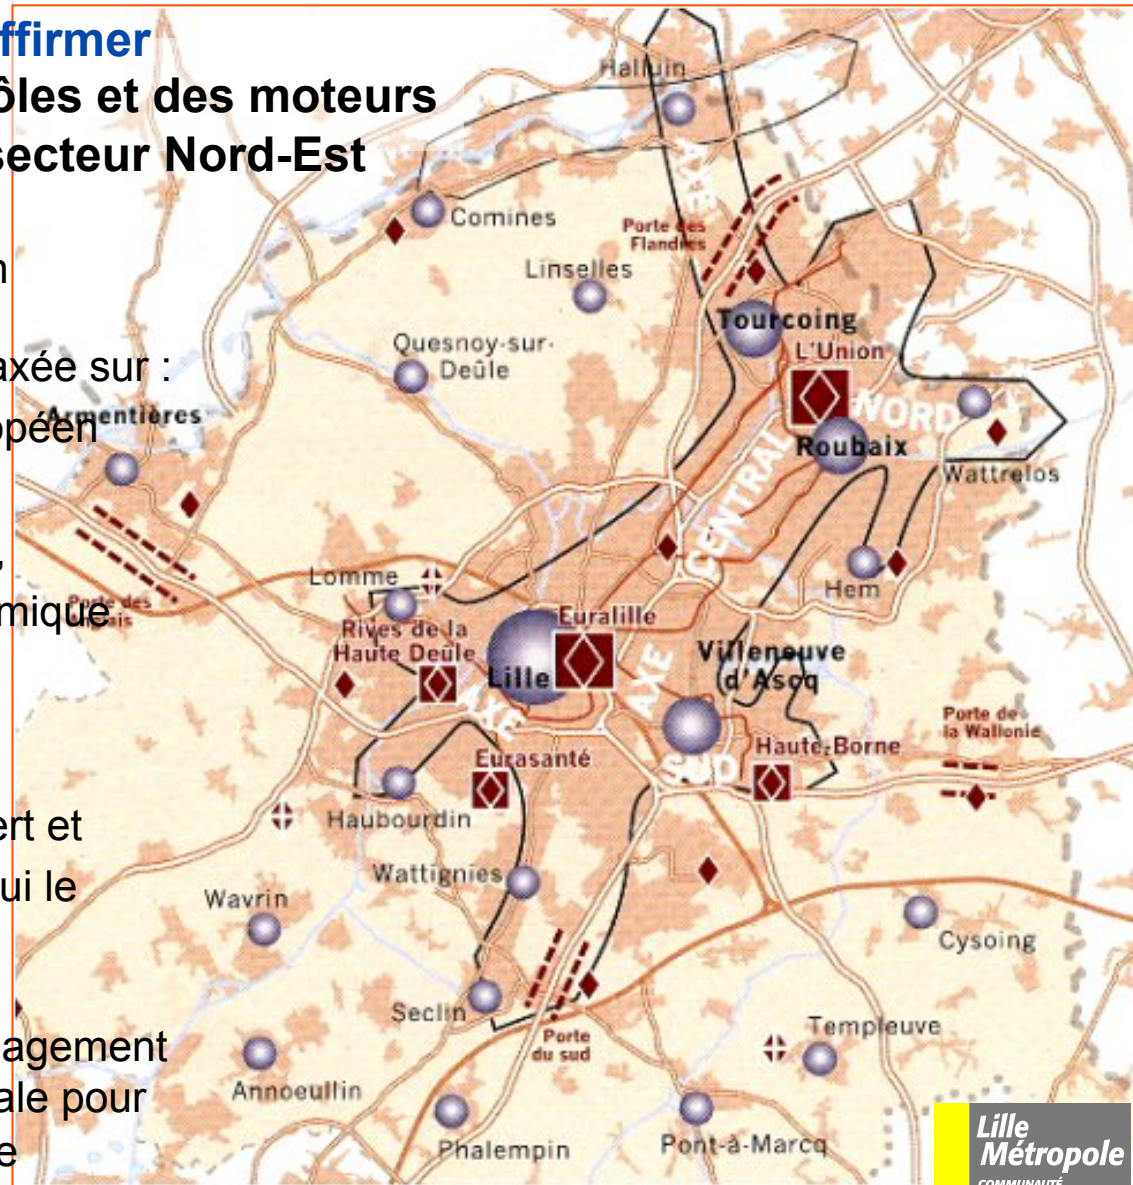 ffirmer
ôles et des moteurs
secteur Nord-Est
n
axée sur :
opéen
,
mique
ert et
ui le
agement
ale pour
e
Halluin
AXE
Comines
Porte des
Flandres
Linselles
Tourcoing
L'Union
Quesnoy-sur-
Deûle
Armentières
NORD
Roubaix
Wattrelos
CENTRAL
Hem
Lomme
Porte des
Euralille
Rives de la
Haute Deûle
Lille
Villeneuve
d'Ascq
AXE
AXE
SUD
Porte de
la Wallonie
Haute-Borne
Eurasanté
Haubourdin
Wattignies
Wavrin
Cysoing
Seclin
Porte
du sud
Templeuve
Annoeullin
Phalempin
Pont-à-Marcq
Lille
Métropole
COMMUNAUTÉ